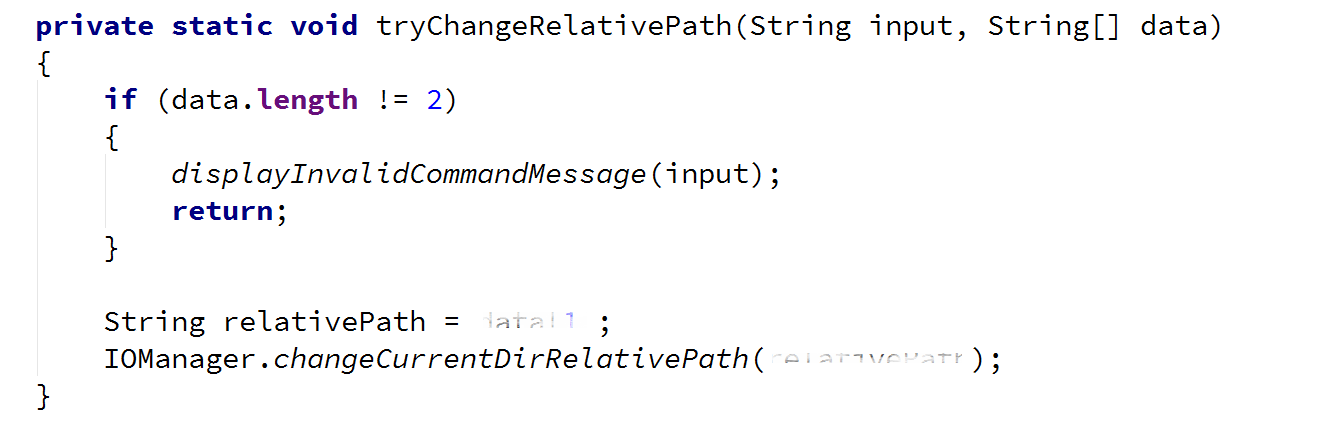 private static void tryChangeRelativePath(String input, String[] data)
{
if (data.length != 2)
{
displayInvalidCommandMessage(input);
return;
}
String relativePath = ;
IOManager.changeCurrentDirRelativePath(relativePath);
}